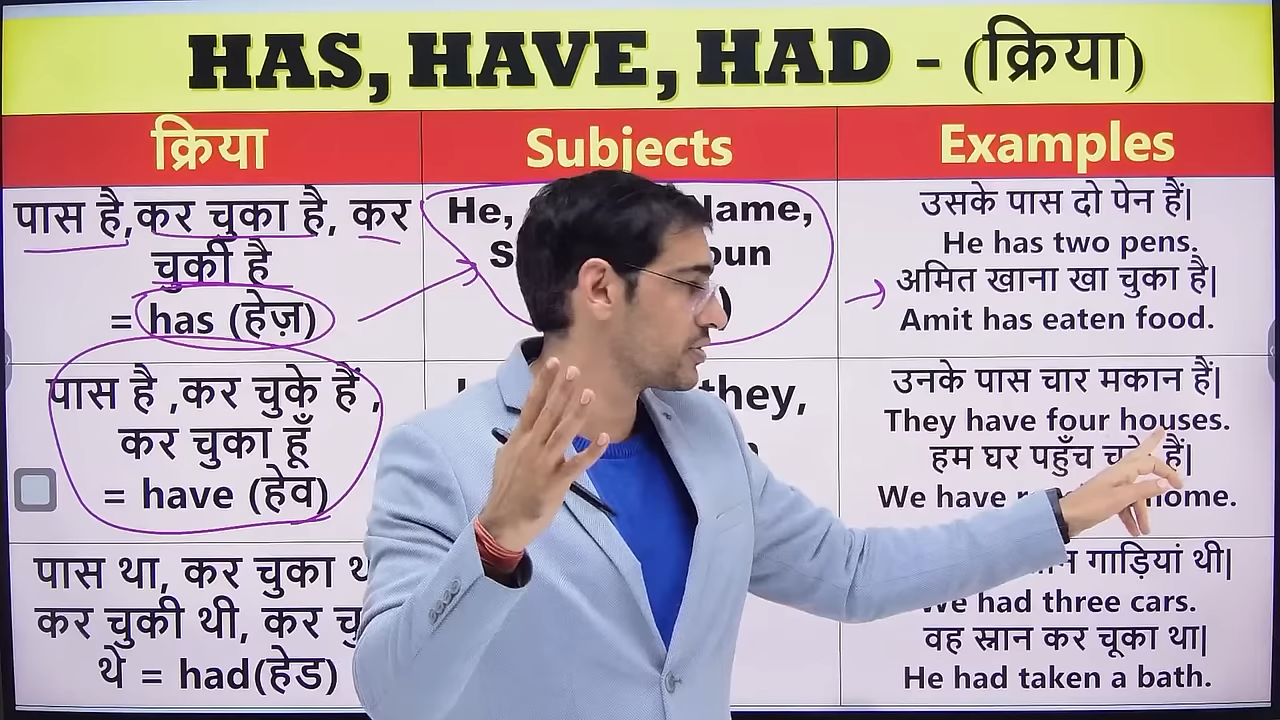 HAS, HAVE, HAD - (क्रिया)
क्रिया
Subjects
Examples
पास है,कर चुका है, कर
चुकी है
= has (हेज़)
He,
उसके पास दो पेन हैं|
He has two pens.
अमित खाना खा चुका है|
Amit has eaten food.
पास है ,कर चुके हैं ,
कर चुका हूँ
= have (हेव)
they,
उनके पास चार मकान हैं|
They have four houses.
हम घर पहुँच हैं|
We have home.
पास था, कर चुका
कर चुकी थी, कर
थे = had(हेड)
गाड़ियां थी|
We had three cars.
वह स्नान कर चूका था|
He had taken a bath.